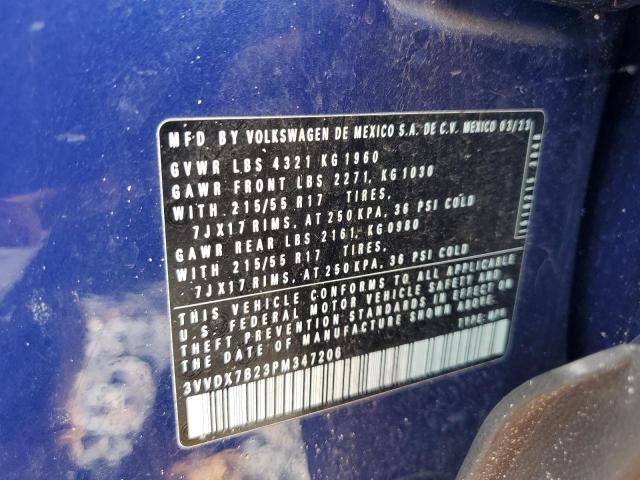 MFD BY VOLKSWAGEN DE MEXICO S.A. DE C.V. MEXICO 03/23
GVWR LBS 4321 KG 1960
GAWR FRONT LBS 2271, KG 1030
WITH 215/55 R17 TIRES,
7JX17 RIMS, AT 250 KPA, 36 PSI COLD
GAWR REAR LBS 2161, KG 0980
WITH 215/55 R17 TIRES,
7JX17 RIMS, AT 250 KPA, 36 PSI COLD
THIS VEHICLE CONFORMS TO ALL APPLICABLE
U.S. FEDERAL MOTOR VEHICLE SAFETY AND
THEFT PREVENTION STANDARDS IN EFFECT ON
THE DATE OF MANUFACTURE SHOWN ABOVE.
TYPE: MPV
3VVDX7B23PM347206